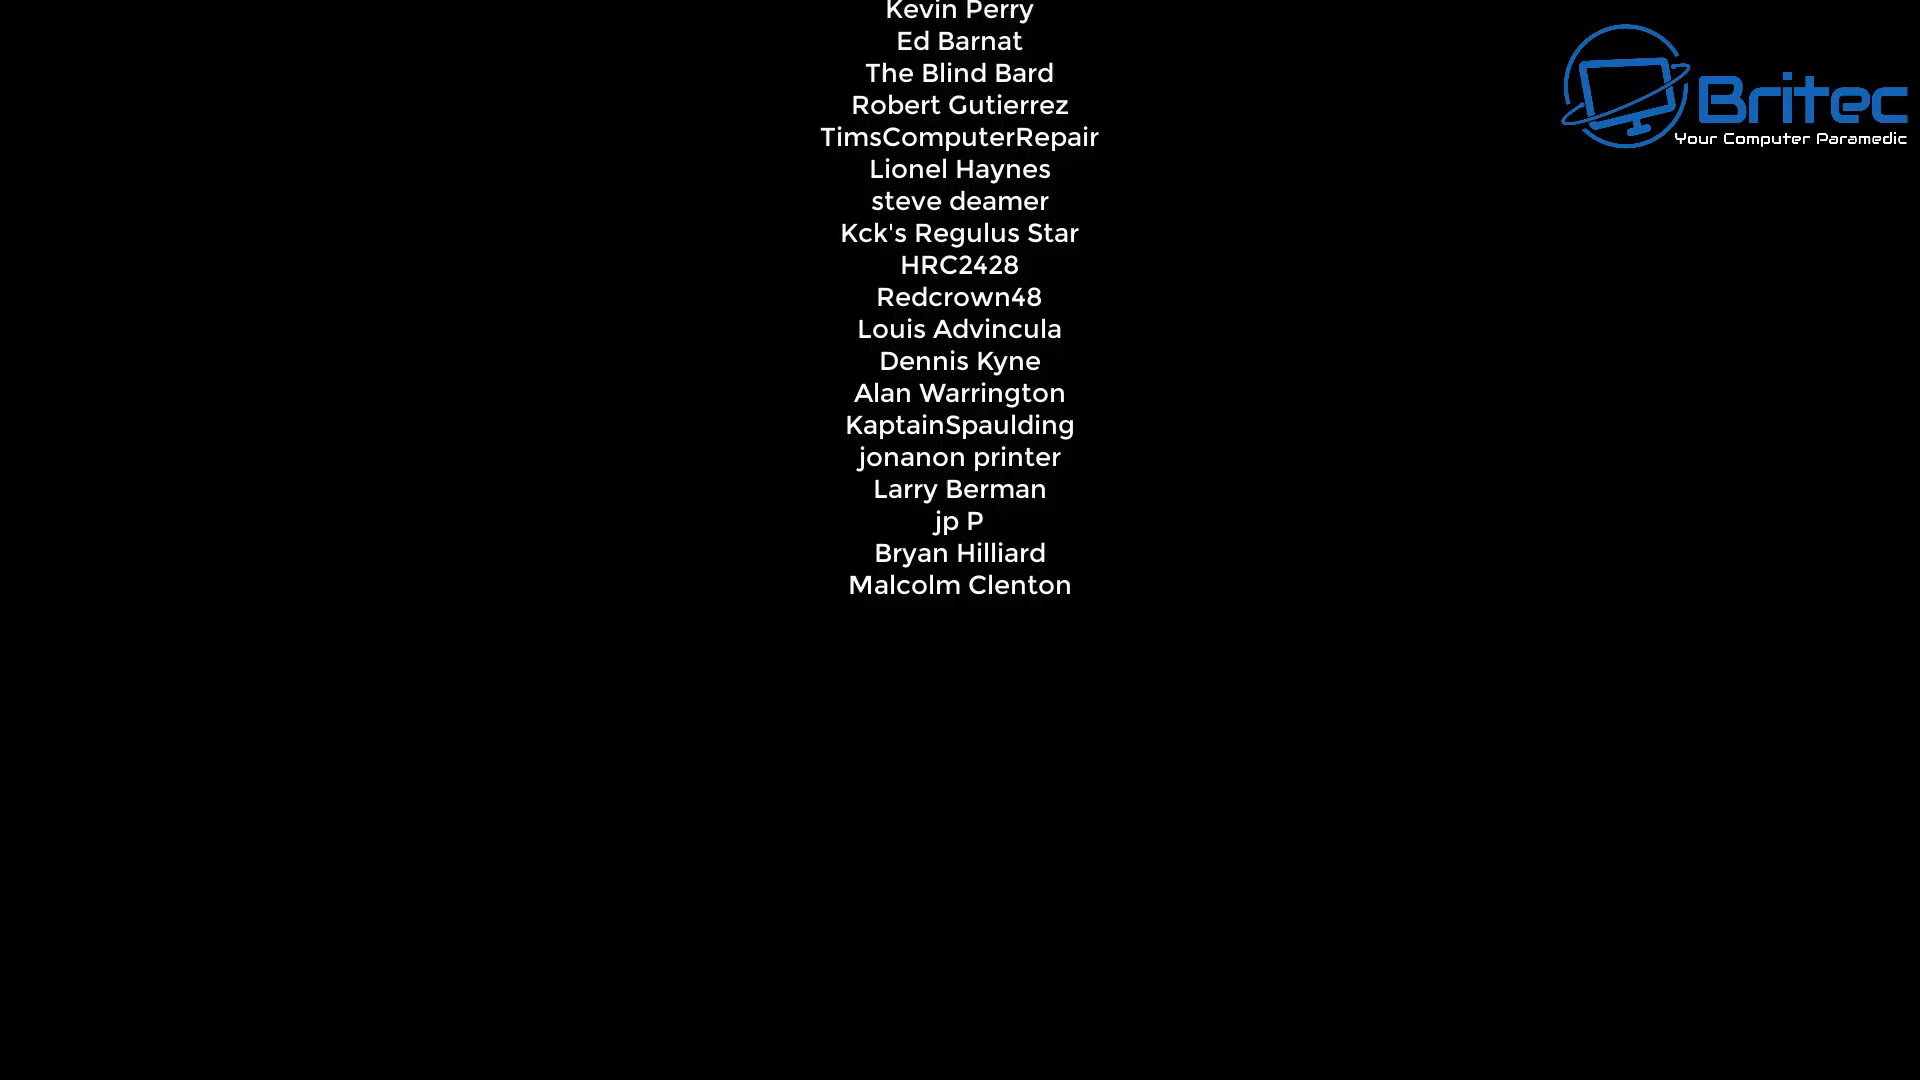 Kevin Perry
Ed Barnat
The Blind Bard
Robert Gutierrez
TimsComputerRepair
Lionel Haynes
steve deamer
Kck's Regulus Star
HRC2428
Redcrown48
Louis Advincula
Dennis Kyne
Alan Warrington
KaptainSpaulding
jonanon printer
Larry Berman
jp P
Bryan Hilliard
Malcolm Clenton
Britec
Your Computer Paramedic